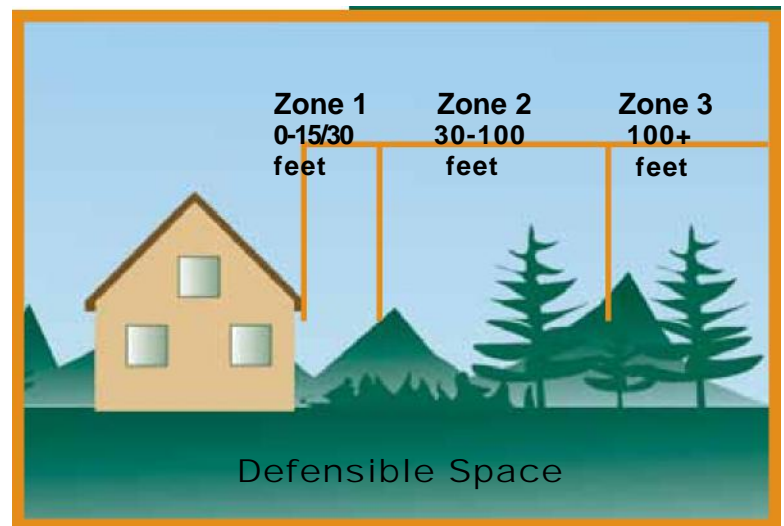 Zone 1
0-15/30
feet
Zone 2
30-100
feet
Zone 3
100+
feet
Defensible Space